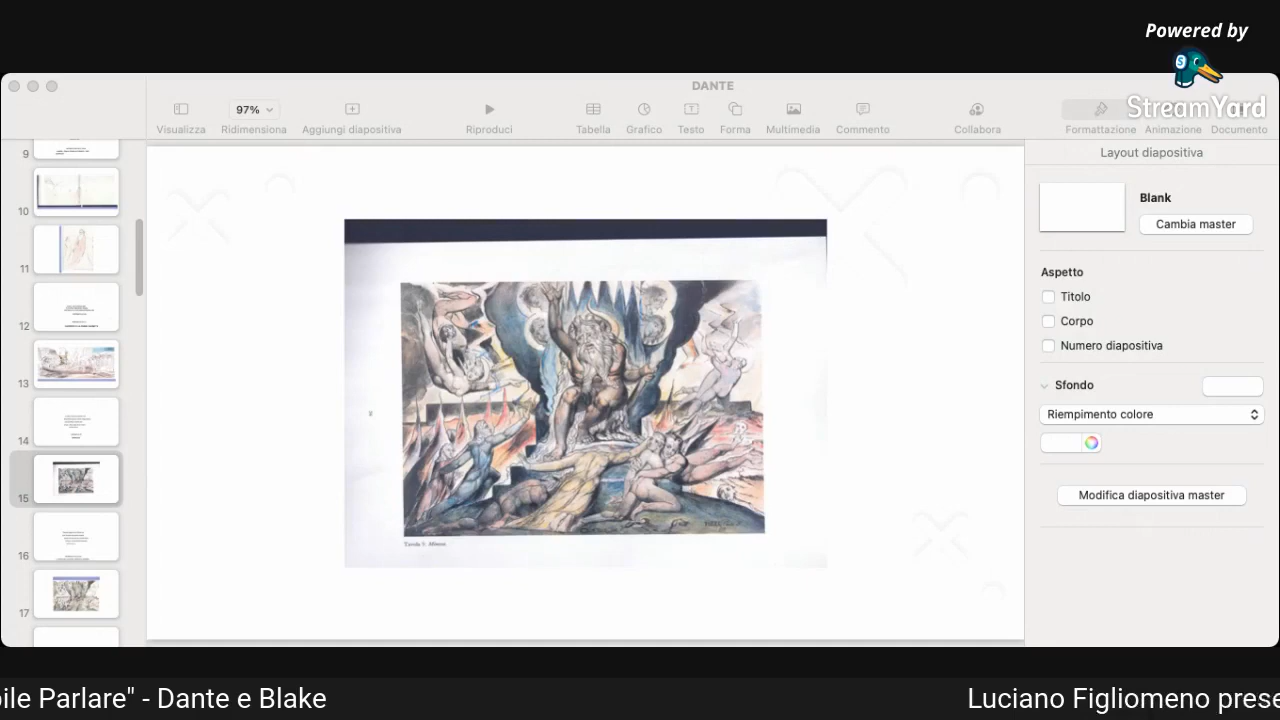 Powered by
StreamYard
DANTE
97%
Visualizza Ridimensiona Aggiungi diapositiva Riproduci Tabella Grafico Testo Forma Multimedia Commento Collabora Formattazione Animazione Documento
Layout diapositiva
Blank
Cambia master
Aspetto
Titolo
Corpo
Numero diapositiva
Sfondo
Riempimento colore
Modifica diapositiva master
9
10
11
12
13
14
15
16
17
bile Parlare" - Dante e Blake
Luciano Figliomeno prese